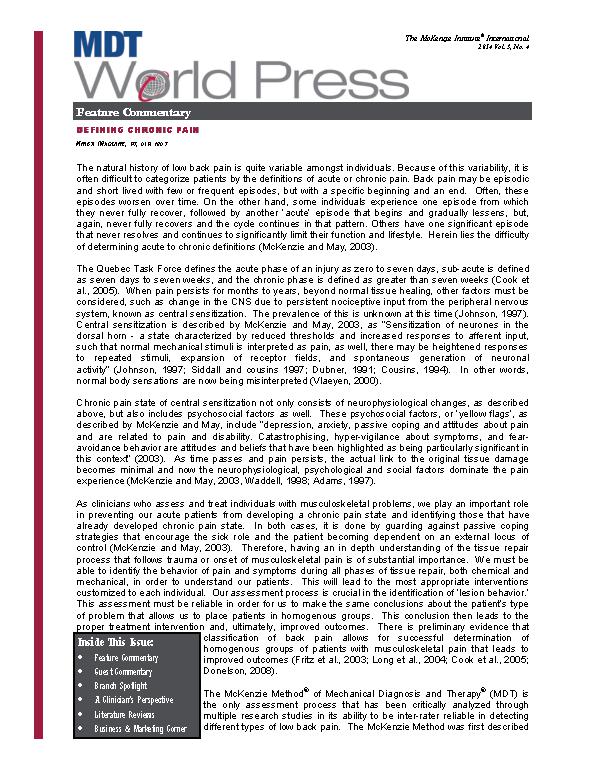 MDT
World Press
The McKenzie Institute® International
2014 Vol. 3, No. 4
Feature Commentary
DEFINING CHRONIC PAIN
PT, DIP. MDT
The natural history of low back pain is quite variable amongst individuals. Because of this variability, it is
often difficult to categorize patients by the definitions of acute or chronic pain. Back pain may be episodic
and short lived with few or frequent episodes, but with a specific beginning and an end.  Often, these
episodes worsen over time. On the other hand, some individuals experience one episode from which
they never fully recover, followed by another 'acute' episode that begins and gradually lessens, but,
again, never fully recovers and the cycle continues in that pattern. Others have one significant episode
that never resolves and continues to significantly limit their function and lifestyle.  Herein lies the difficulty
of determining acute to chronic definitions (McKenzie and May, 2003).
The Quebec Task Force defines the acute phase of an injury as zero to seven days, sub-acute is defined
as seven days to seven weeks, and the chronic phase is defined as greater than seven weeks (Cook et
al., 2005).  When pain persists for months to years, beyond normal tissue healing, other factors must be
considered, such as change in the CNS due to persistent nociceptive input from the peripheral nervous
system, known as central sensitization.  The prevalence of this is unknown at this time (Johnson, 1997).
Central sensitization is described by McKenzie and May, 2003, as "Sensitization of neurones in the
dorsal horn - a state characterized by reduced thresholds and increased responses to afferent input,
such that normal mechanical stimuli is interpreted as pain, as well, there may be heightened responses
to repeated stimuli, expansion of receptor fields, and spontaneous generation of neuronal
activity" (Johnson, 1997; Siddall and cousins 1997; Dubner, 1991; Cousins, 1994).  In other words,
normal body sensations are now being misinterpreted (Vlaeyen, 2000).
Chronic pain state of central sensitization not only consists of neurophysiological changes, as described
above, but also includes psychosocial factors as well.  These psychosocial factors, or 'yellow flags', as
described by McKenzie and May, include "depression, anxiety, passive coping and attitudes about pain
and are related to pain and disability. Catastrophising, hyper-vigilance about symptoms, and fear-
avoidance behavior are attitudes and beliefs that have been highlighted as being particularly significant in
this context" (2003).  As time passes and pain persists, the actual link to the original tissue damage
becomes minimal and now the neurophysiological, psychological and social factors dominate the pain
experience (McKenzie and May, 2003, Waddell, 1998; Adams, 1997).
As clinicians who assess and treat individuals with musculoskeletal problems, we play an important role
in preventing our acute patients from developing a chronic pain state and identifying those that have
already developed chronic pain state.  In both cases, it is done by guarding against passive coping
strategies that encourage the sick role and the patient becoming dependent on an external locus of
control (McKenzie and May, 2003).  Therefore, having an in depth understanding of the tissue repair
process that follows trauma or onset of musculoskeletal pain is of substantial importance.  We must be
able to identify the behavior of pain and symptoms during all phases of tissue repair, both chemical and
mechanical, in order to understand our patients.  This will lead to the most appropriate interventions
customized to each individual.  Our assessment process is crucial in the identification of 'lesion behavior.'
This assessment must be reliable in order for us to make the same conclusions about the patient's type
of problem that allows us to place patients in homogenous groups.  This conclusion then leads to the
proper treatment intervention and, ultimately, improved outcomes.  There is preliminary evidence that
classification of back pain allows for successful determination of
homogenous groups of patients with musculoskeletal pain that leads to
improved outcomes (Fritz et al., 2003; Long et al., 2004; Cook et al., 2005;
Donelson, 2008).
The McKenzie Method® of Mechanical Diagnosis and Therapy® (MDT) is
the only assessment process that has been critically analyzed through
multiple research studies in its ability to be inter-rater reliable in detecting
different types of low back pain.  The McKenzie Method was first described
Inside This Issue:
• Feature Commentary
• Guest Commentary
• Branch Spotlight
• A Clinician's Perspective
• Literature Reviews
• Business & Marketing Corner